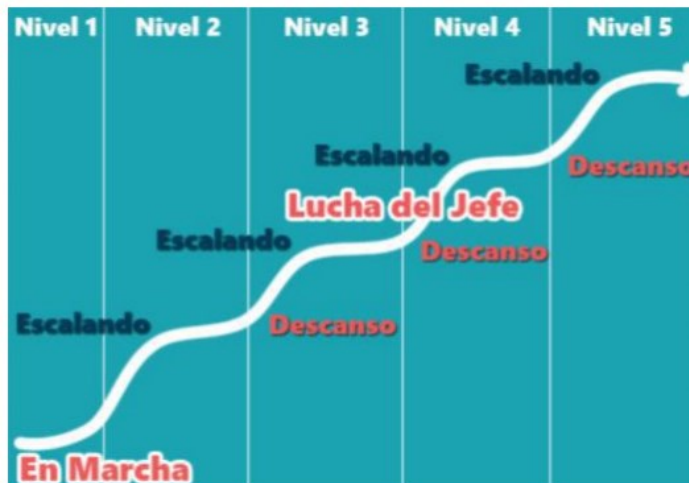 Nivel 1
Nivel 2
Nivel 3
Nivel 4
Nivel 5
Escalando
Escalando
Descanso
Lucha del Jefe
Escalando
Descanso
Escalando
Descanso
En Marcha